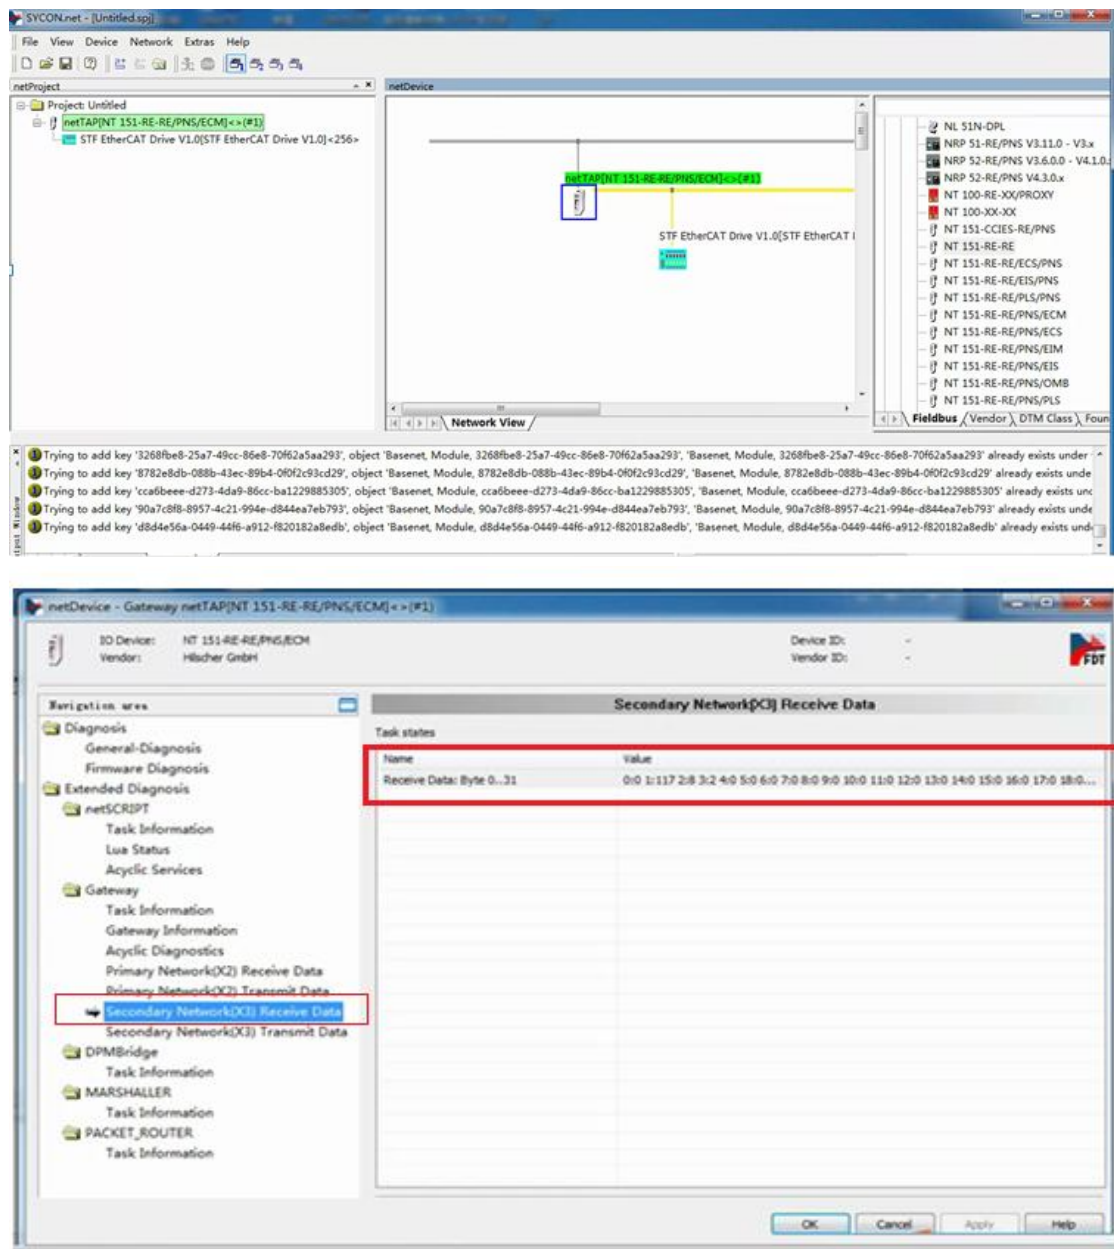 SYCON.net - [Untitled.spj]
File View Device Network Extras Help
netProject
netDevice
Project: Untitled
netTAP[NT 151-RE-RE/PNS/ECM]<>(#1)
STF EtherCAT Drive V1.0[STF EtherCAT Drive V1.0]<256>
netTAP[NT 151-RE-RE/PNS/ECM]<>(#1)
STF EtherCAT Drive V1.0[STF EtherCAT
NL 51N-DPL
NRP 51-RE/PNS V3.11.0 - V3.x
NRP 52-RE/PNS V3.6.0.0 - V4.1.0.
NRP 52-RE/PNS V4.3.0.x
NT 100-RE-XX/PROXY
NT 100-XX-XX
NT 151-CCIES-RE/PNS
NT 151-RE-RE
NT 151-RE-RE/ECS/PNS
NT 151-RE-RE/EIS/PNS
NT 151-RE-RE/PLS/PNS
NT 151-RE-RE/PNS/ECM
NT 151-RE-RE/PNS/ECS
NT 151-RE-RE/PNS/EIM
NT 151-RE-RE/PNS/EIS
NT 151-RE-RE/PNS/OMB
NT 151-RE-RE/PNS/PLS
Network View
Fieldbus Vendor DTM Class Foun
Trying to add key '3268fbe8-25a7-49cc-86e8-70f62a5aa293', object 'Basenet, Module, 3268fbe8-25a7-49cc-86e8-70f62a5aa293', 'Basenet, Module, 3268fbe8-25a7-49cc-86e8-70f62a5aa293' already exists under
Trying to add key '8782e8db-088b-43ec-89b4-0f0f2c93cd29', object 'Basenet, Module, 8782e8db-088b-43ec-89b4-0f0f2c93cd29', 'Basenet, Module, 8782e8db-088b-43ec-89b4-0f0f2c93cd29' already exists unde
Trying to add key 'cca6beee-d273-4da9-86cc-ba1229885305', object 'Basenet, Module, cca6beee-d273-4da9-86cc-ba1229885305', 'Basenet, Module, cca6beee-d273-4da9-86cc-ba1229885305' already exists unc
Trying to add key '90a7c8f8-8957-4c21-994e-d844ea7eb793', object 'Basenet, Module, 90a7c8f8-8957-4c21-994e-d844ea7eb793', 'Basenet, Module, 90a7c8f8-8957-4c21-994e-d844ea7eb793' already exists unde
Trying to add key 'd8d4e56a-0449-44f6-a912-f820182a8edb', object 'Basenet, Module, d8d4e56a-0449-44f6-a912-f820182a8edb', 'Basenet, Module, d8d4e56a-0449-44f6-a912-f820182a8edb' already exists unde
netDevice - Gateway netTAP[NT 151-RE-RE/PNS/ECM]<>(#1)
IO Device: NT 151-RE-RE/PNS/ECM Device ID: -
Vendor: Hilscher GmbH Vendor ID: -
FDT
Navigation area
Diagnosis
General-Diagnosis
Firmware Diagnosis
Extended Diagnosis
netSCRIPT
Task Information
Lua Status
Acyclic Services
Gateway
Task Information
Gateway Information
Acyclic Diagnostics
Primary Network(X2) Receive Data
Primary Network(X2) Transmit Data
Secondary Network(X3) Receive Data
Secondary Network(X3) Transmit Data
DPMBridge
Task Information
MARSHALLER
Task Information
PACKET_ROUTER
Task Information
Secondary Network(X3) Receive Data
Task states
Name Value
Receive Data: Byte 0...31 0:0 1:117 2:8 3:2 4:0 5:0 6:0 7:0 8:0 9:0 10:0 11:0 12:0 13:0 14:0 15:0 16:0 17:0 18:0...
OK Cancel Apply Help